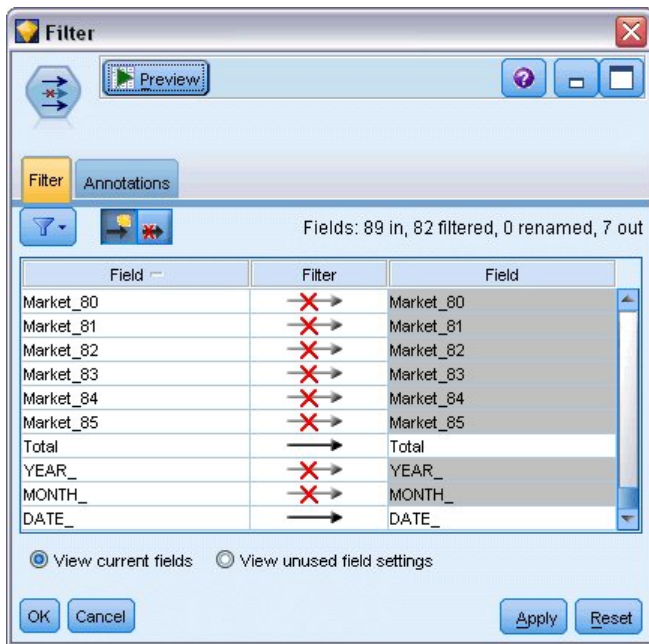 Filter
Preview
Filter Annotations
Fields: 89 in, 82 filtered, 0 renamed, 7 out
Field Filter Field
Market_80 Market_80
Market_81 Market_81
Market_82 Market_82
Market_83 Market_83
Market_84 Market_84
Market_85 Market_85
Total Total
YEAR_ YEAR_
MONTH_ MONTH_
DATE_ DATE_
View current fields View unused field settings
OK Cancel Apply Reset